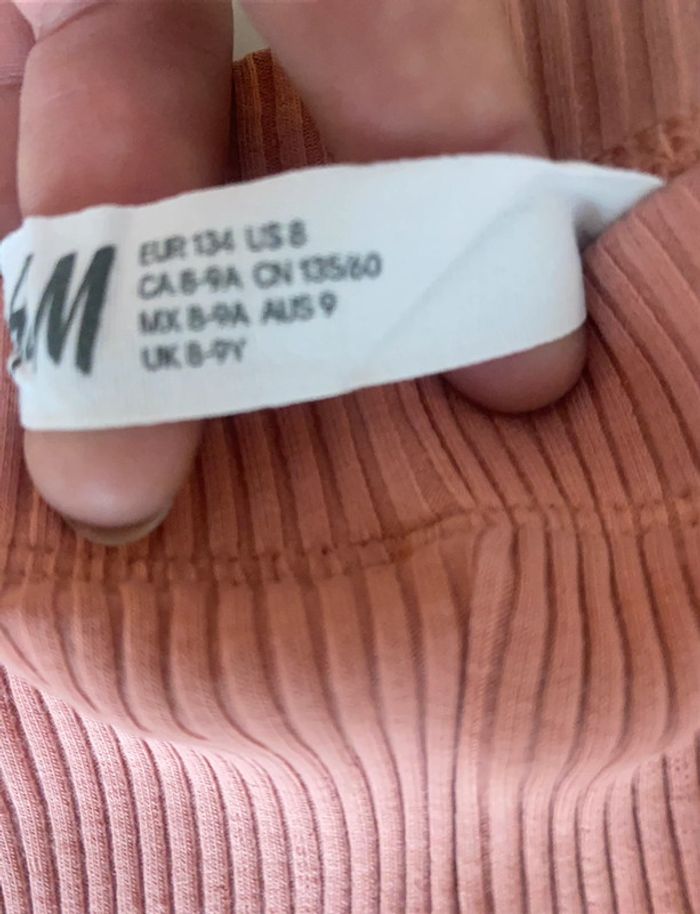 &M
EUR 134 US 8
CA 8-9A CN 135/60
MX 8-9A AUS 9
UK 8-9Y